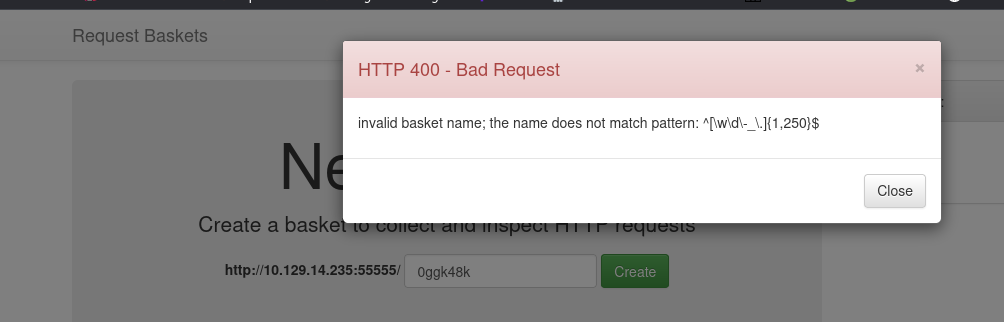 Request Baskets
HTTP 400 - Bad Request
×
invalid basket name; the name does not match pattern: ^[\w\d\-_\.]{1,250}$
Close
Ne
Create a basket to collect and inspect HTTP requests
http://10.129.14.235:55555/
0ggk48k
Create